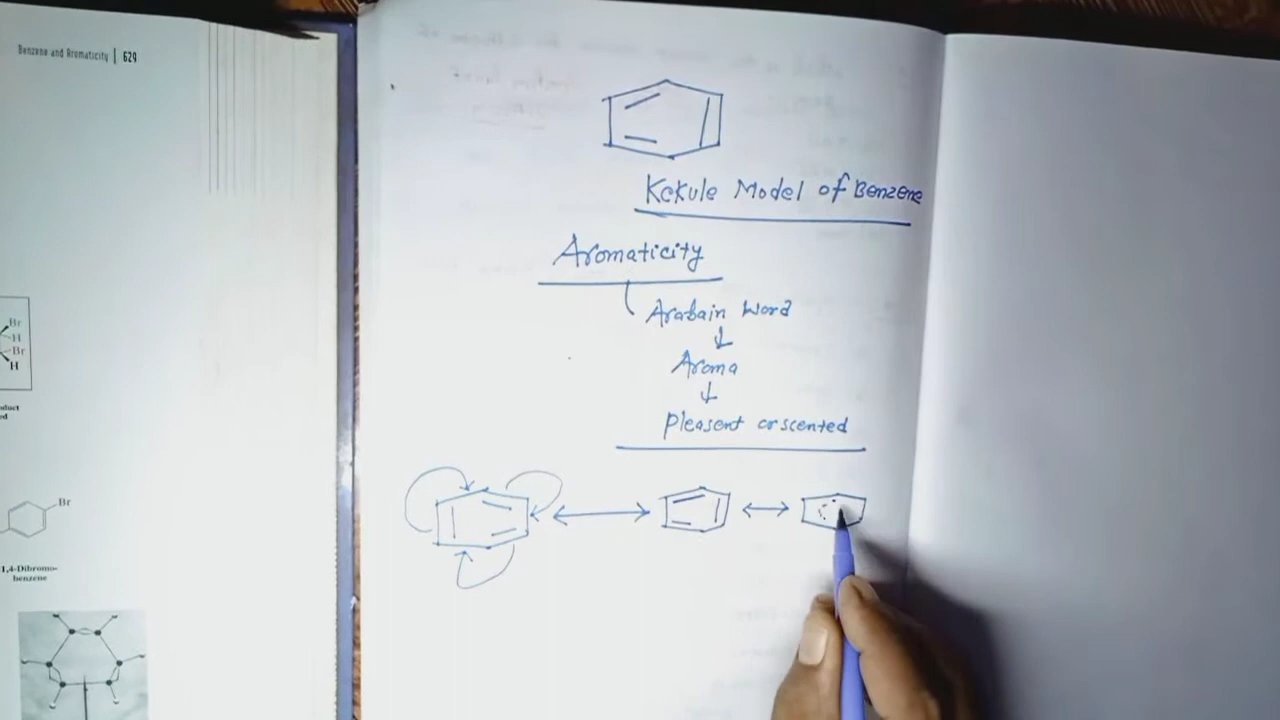 Benzene and Aromaticity | 629
Kekule Model of Benzene
Aromaticity
Arabain word
Aroma
Pleasent or scented
Br
H
Br
H
Br
1,4-Dibromo-
benzene